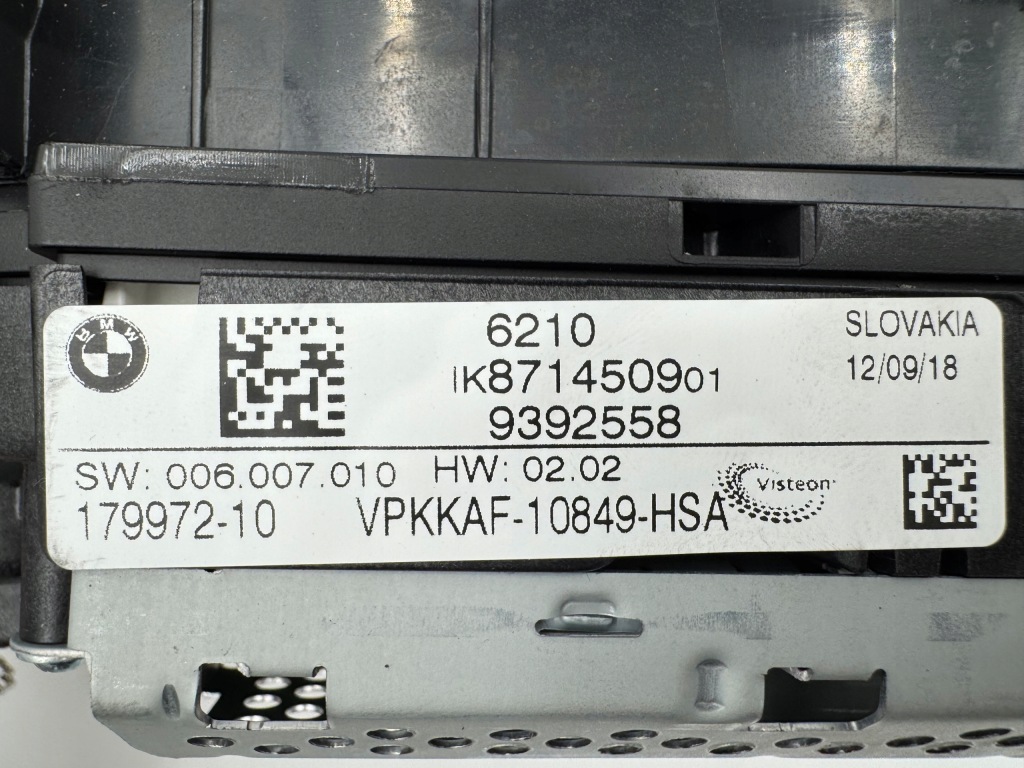 BMW
6210
SLOVAKIA
IK871450901
12/09/18
9392558
SW: 006.007.010 HW: 02.02
Visteon
179972-10 VPKKAF-10849-HSA